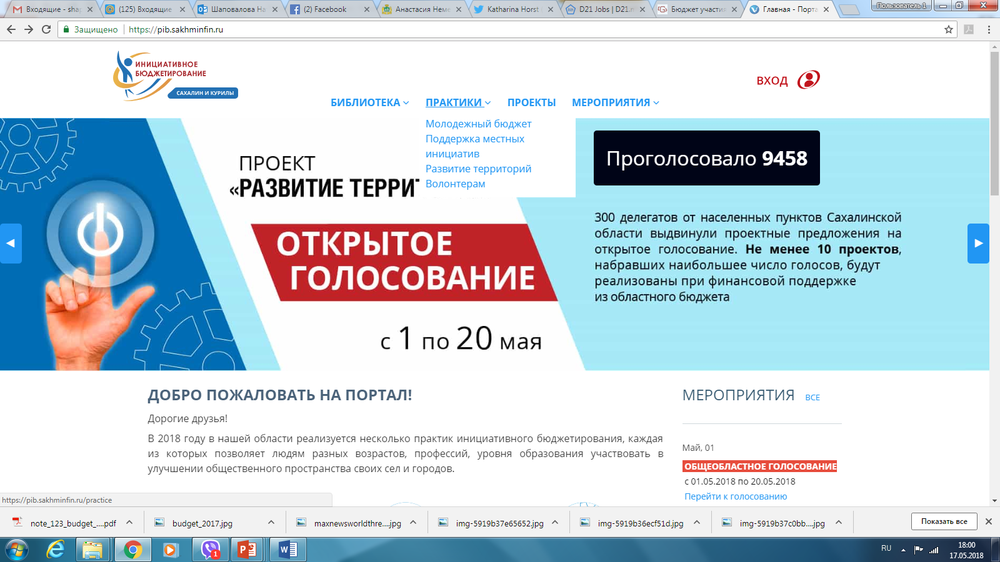 Входящие - sha
(125) Входящие
Шаповалова На
(2) Facebook
Анастасия Неме
Katharina Horst
D21 Jobs | D21.
Бюджет участия
Главная - Порта
Пользователь 1
Защищено
https://pib.sakhminfin.ru
ИНИЦИАТИВНОЕ
БЮДЖЕТИРОВАНИЕ
САХАЛИН И КУРИЛЫ
ВХОД
БИБЛИОТЕКА ПРАКТИКИ ПРОЕКТЫ МЕРОПРИЯТИЯ
Молодежный бюджет
Поддержка местных
инициатив
Развитие территорий
Волонтерам
ПРОЕКТ
«РАЗВИТИЕ ТЕРРИТ
ОТКРЫТОЕ
ГОЛОСОВАНИЕ
с 1 по 20 мая
Проголосовало 9458
300 делегатов от населенных пунктов Сахалинской
области выдвинули проектные предложения на
открытое голосование. Не менее 10 проектов,
набравших наибольшее число голосов, будут
реализованы при финансовой поддержке
из областного бюджета
ДОБРО ПОЖАЛОВАТЬ НА ПОРТАЛ!
Дорогие друзья!
В 2018 году в нашей области реализуется несколько практик инициативного бюджетирования, каждая
из которых позволяет людям разных возрастов, профессий, уровня образования участвовать в
улучшении общественного пространства своих сел и городов.
МЕРОПРИЯТИЯ ВСЕ
Май, 01
ОБЩЕОБЛАСТНОЕ ГОЛОСОВАНИЕ
с 01.05.2018 по 20.05.2018
Перейти к голосованию
https://pib.sakhminfin.ru/practice
note_123_budget_....pdf
budget_2017.jpg
maxnewsworldthre....jpg
img-5919b37e65652.jpg
img-5919b36ecf51d.jpg
img-5919b37c0bb....jpg
Показать все
1
RU
18:00
17.05.2018